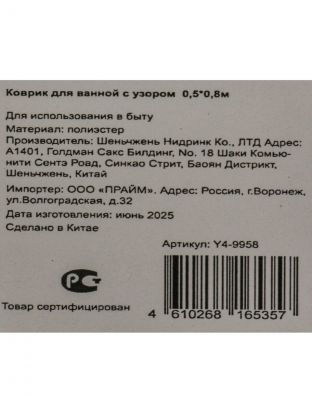 Коврик для ванной с узором 0,5*0,8м
Для использования в быту
Материал: полиэстер
Производитель: Шеньчжень Нидринк Ко., ЛТД Адрес:
А1401, Голдман Сакс Билдинг, No. 18 Шаки Комью-
нити Сентэ Роад, Синкао Стрит, Баоян Дистрикт,
Шеньчжень, Китай
Импортер: ООО «ПРАЙМ». Адрес: Россия, г.Воронеж,
ул.Волгоградская, д.32
Дата изготовления: июнь 2025
Сделано в Китае
Артикул: Y4-9958
РС
Товар сертифицирован
4 610268 165357